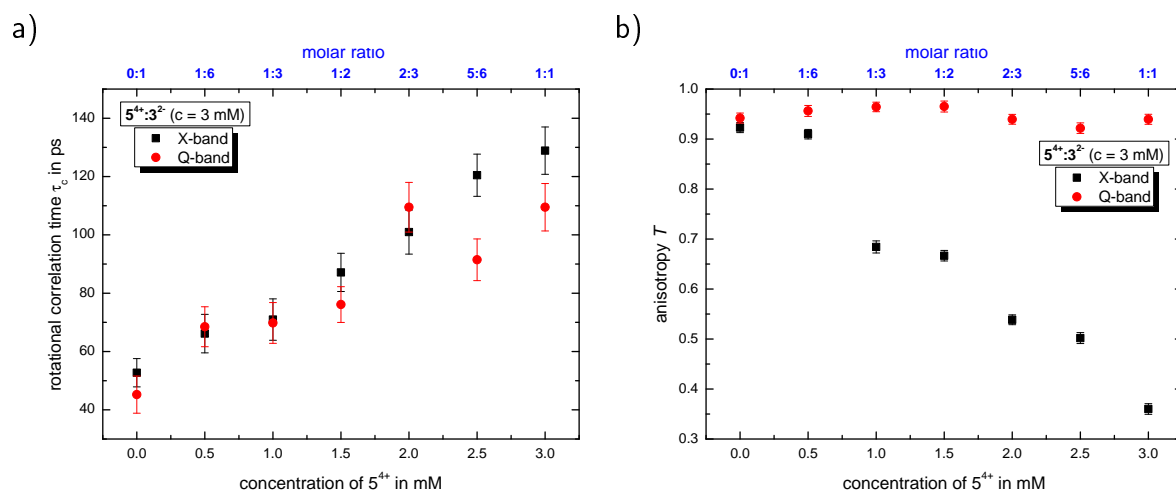 a)
molar ratio
0:1 1:6 1:3 1:2 2:3 5:6 1:1
5⁴⁺:3²⁻ (c = 3 mM)
X-band
Q-band
140
120
100
80
60
40
rotational correlation time τc in ps
0.0 0.5 1.0 1.5 2.0 2.5 3.0
concentration of 5⁴⁺ in mM
b)
molar ratio
0:1 1:6 1:3 1:2 2:3 5:6 1:1
1.0
0.9
0.8
0.7
0.6
0.5
0.4
0.3
anisotropy T
5⁴⁺:3²⁻ (c = 3 mM)
X-band
Q-band
0.0 0.5 1.0 1.5 2.0 2.5 3.0
concentration of 5⁴⁺ in mM